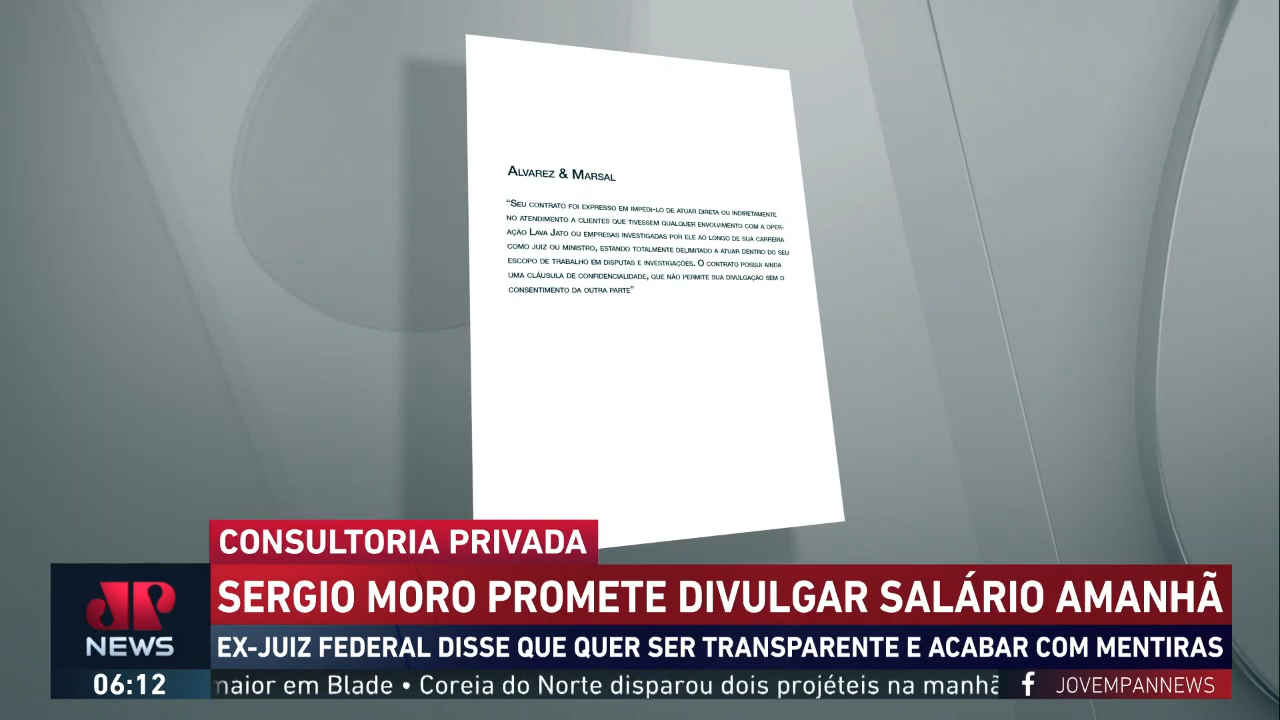 Alvarez & Marsal
“Seu contrato foi expresso em impedi-lo de atuar direta ou indiretamente
no atendimento a clientes que tivessem qualquer envolvimento com a oper-
ação Lava Jato ou empresas investigadas por ele ao longo de sua carreira
como juiz ou ministro, estando totalmente delimitado a atuar dentro do seu
escopo de trabalho em disputas e investigações. O contrato possui ainda
uma cláusula de confidencialidade, que não permite sua divulgação sem o
consentimento da outra parte”
CONSULTORIA PRIVADA
SERGIO MORO PROMETE DIVULGAR SALÁRIO AMANHÃ
EX-JUIZ FEDERAL DISSE QUE QUER SER TRANSPARENTE E ACABAR COM MENTIRAS
JP
NEWS
06:12
maior em Blade • Coreia do Norte disparou dois projéteis na manhã
f JOVEMPANNEWS